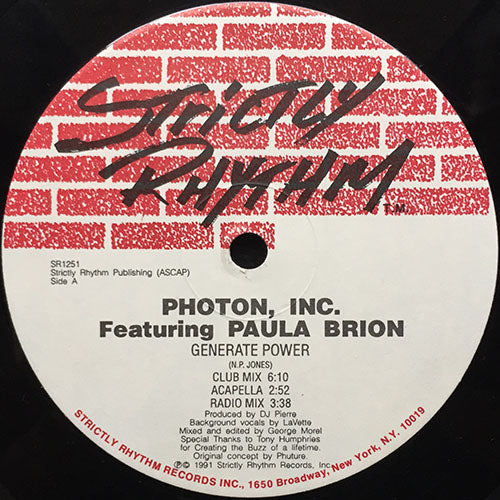 STRICTLY
RHYTHM
T.M.
SR1251
Strictly Rhythm Publishing (ASCAP)
Side A
PHOTON, INC.
Featuring PAULA BRION
GENERATE POWER
(N.P. JONES)
CLUB MIX 6:10
ACAPELLA 2:52
RADIO MIX 3:38
Produced by DJ Pierre
Background vocals by LaVette
Mixed and edited by George Morel
Special Thanks to Tony Humphries
for Creating the Buzz of a lifetime.
Original concept by Phuture.
℗© 1991 Strictly Rhythm Records, Inc.
STRICTLY RHYTHM RECORDS INC., 1650 Broadway, New York, N.Y. 10019